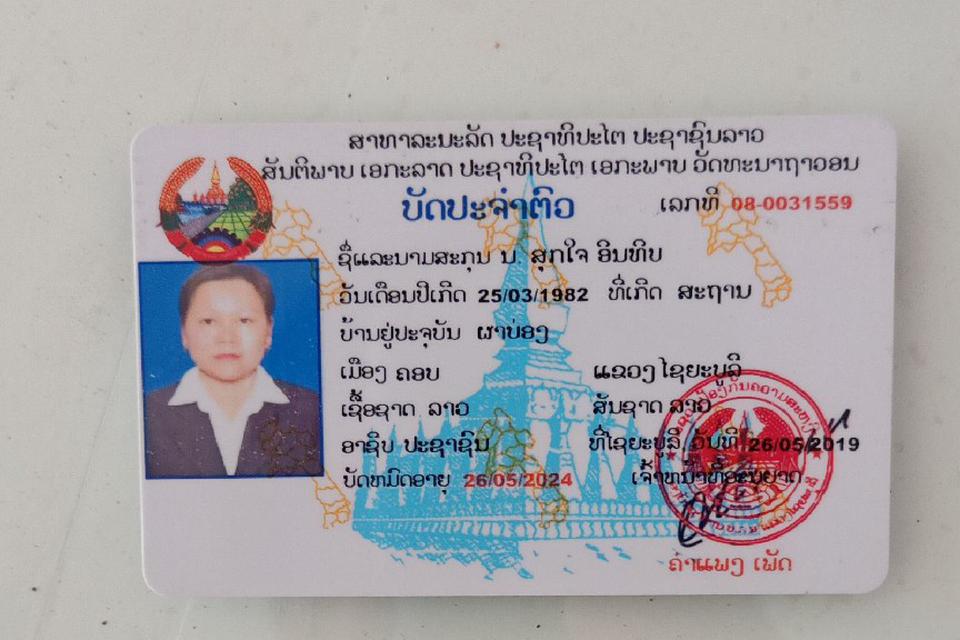 ສາທາລະນະລັດ ປະຊາທິປະໄຕ ປະຊາຊົນລາວ
ສັນຕິພາບ ເອກະລາດ ປະຊາທິປະໄຕ ເອກະພາບ ວັດທະນາຖາວອນ
ບັດປະຈຳຕົວ ເລກທີ 08-0031559
ຊື່ແລະນາມສະກຸນ ນ. ສຸກໃຈ ອິນທິບ
ວັນເດືອນປີເກີດ 25/03/1982 ທີ່ເກີດ ສະຖານ
ບ້ານຢູ່ປະຈຸບັນ ຜາບ່ອງ
ເມືອງ ຄອບ ແຂວງ ໄຊຍະບູລີ
ເຊື້ອຊາດ ລາວ ສັນຊາດ ລາວ
ອາຊີບ ປະຊາຊົນ ທີ່ໄຊຍະບູລີ, ວັນທີ 26/05/2019
ບັດຫມົດອາຍຸ 26/05/2024 ເຈົ້າຫນ້າທີ່ອະນຸຍາດ
ຄຳແພງ ເພັດ